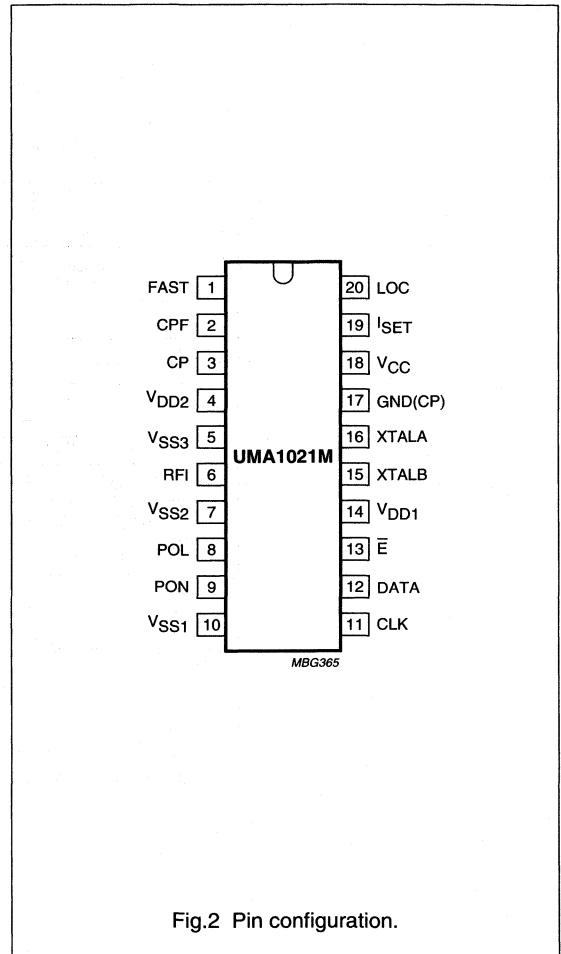 FAST 1 20 LOC
CPF 2 19 ISET
CP 3 18 VCC
VDD2 4 17 GND(CP)
VSS3 5 16 XTALA
UMA1021M
RFI 6 15 XTALB
VSS2 7 14 VDD1
POL 8 13 E̅
PON 9 12 DATA
VSS1 10 11 CLK
MBG365
Fig.2 Pin configuration.